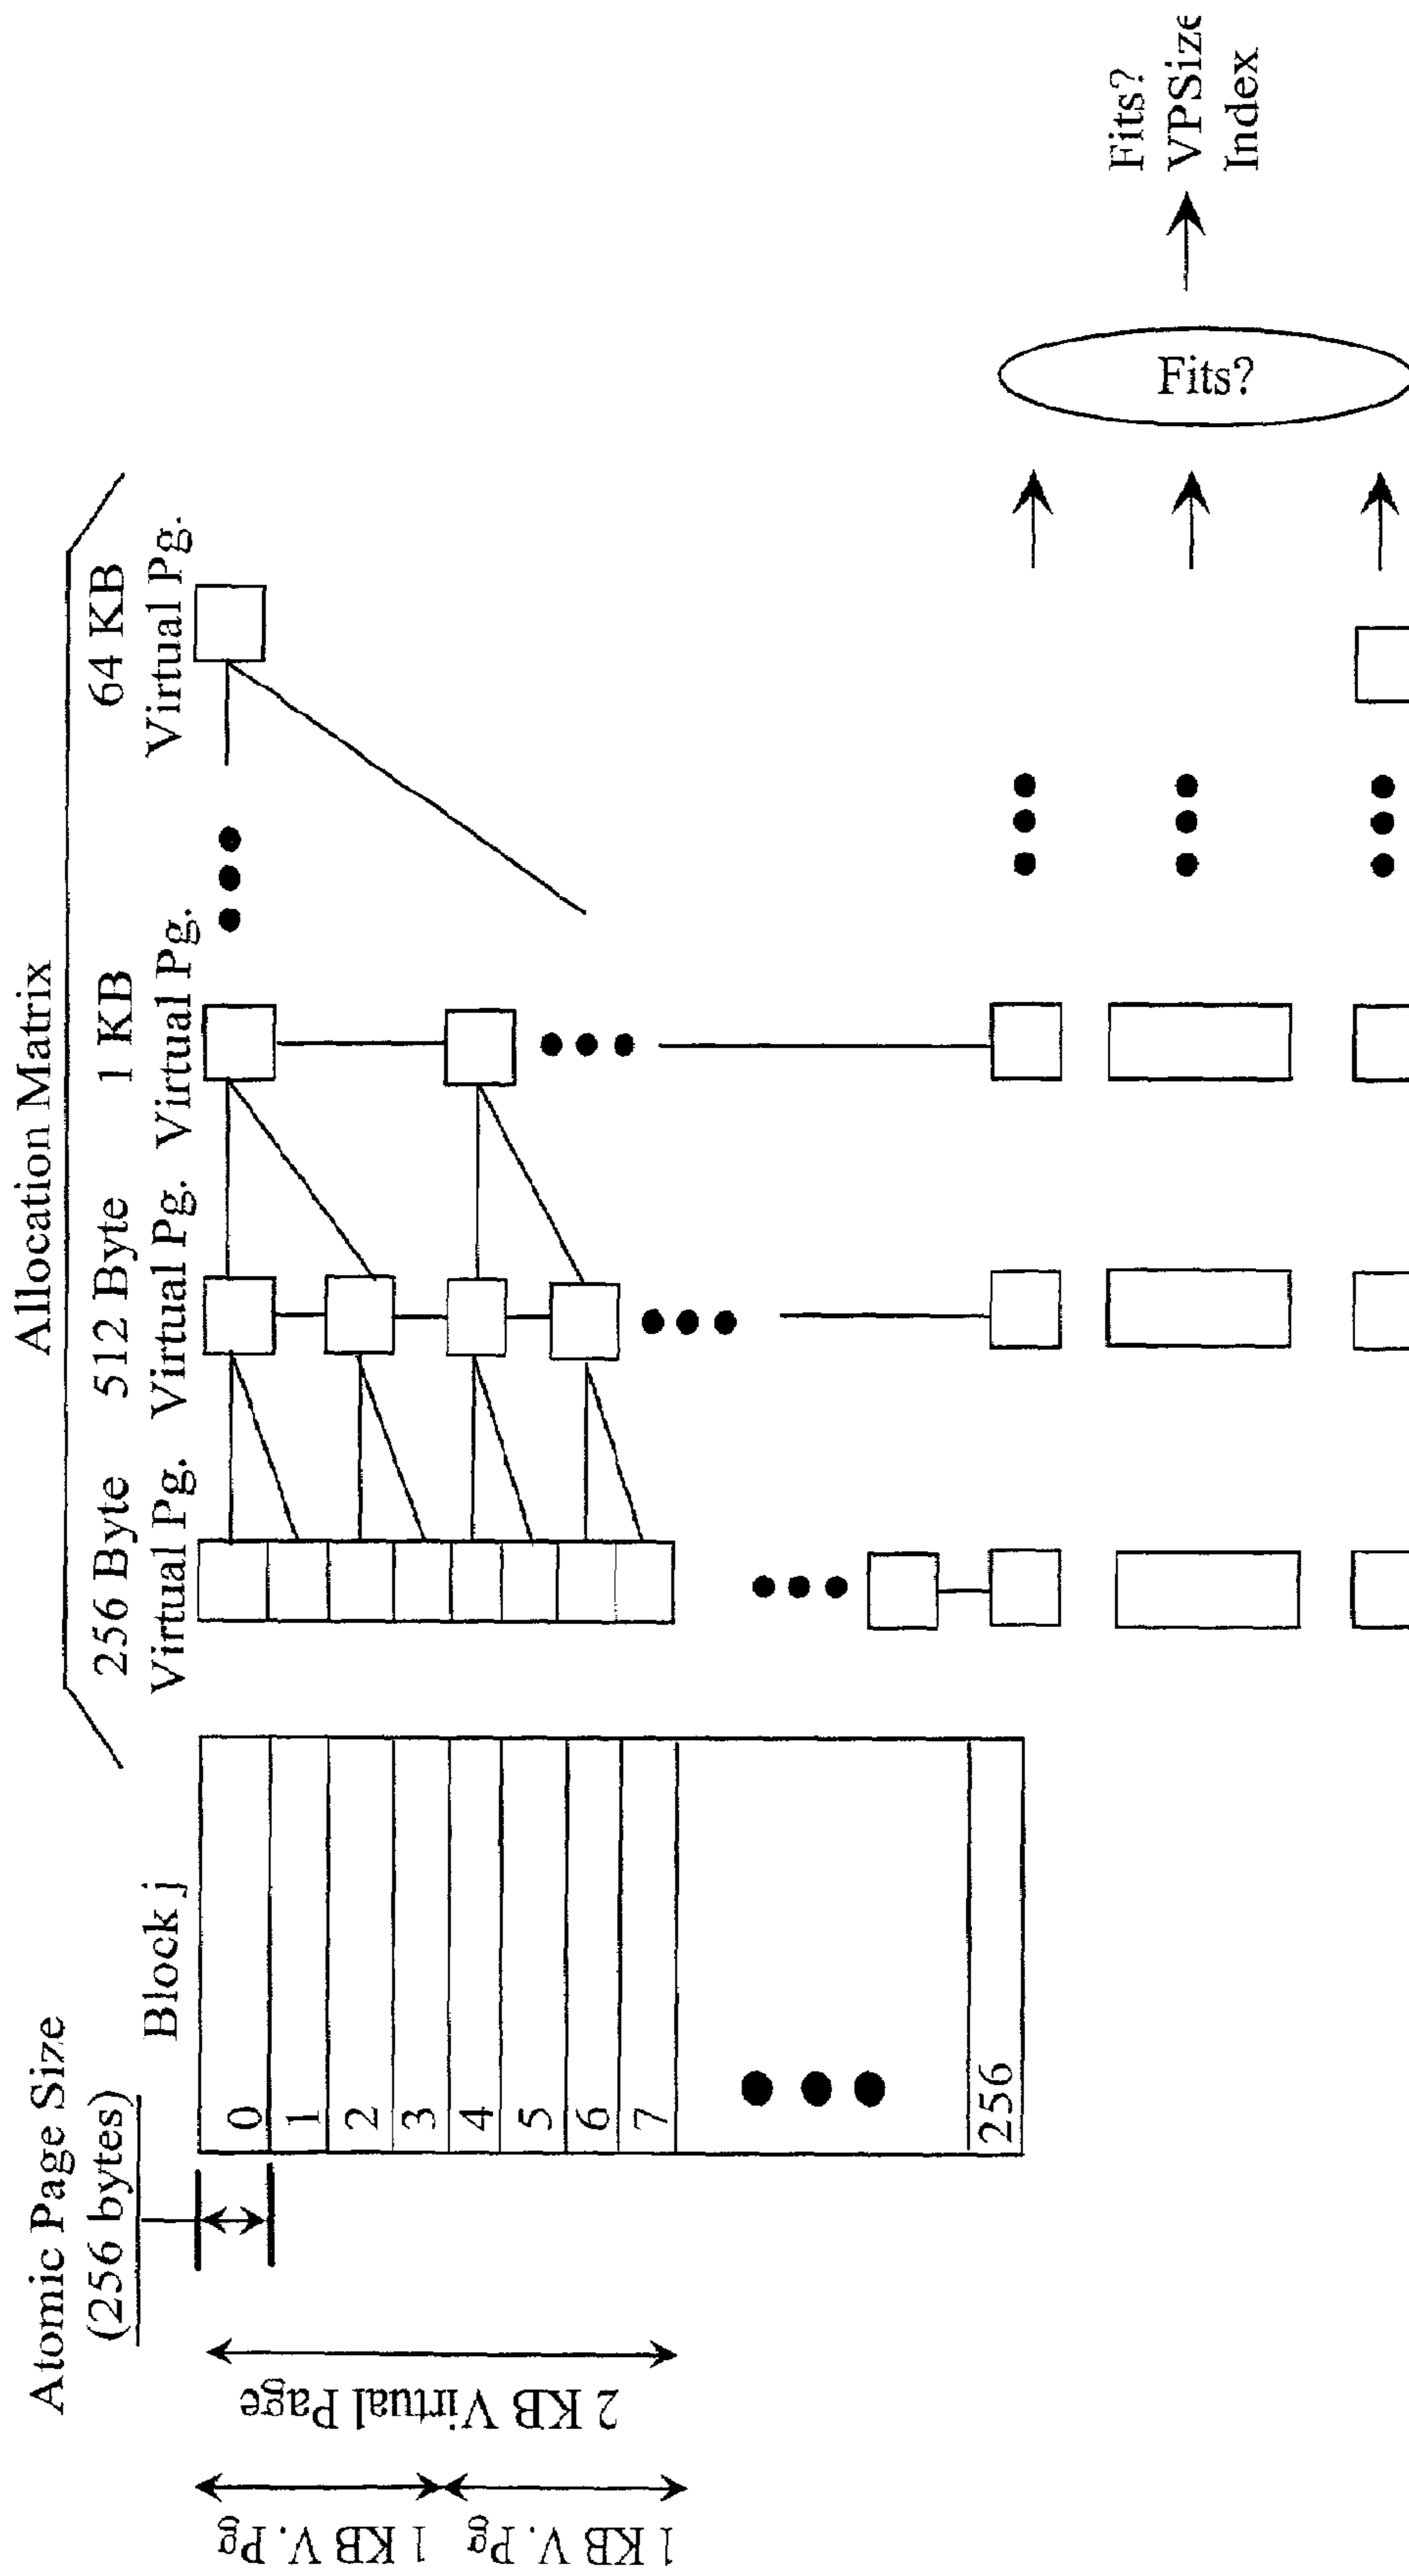 Allocation Matrix
Atomic Page Size
(256 bytes)
Block j
256 Byte
Virtual Pg.
512 Byte
Virtual Pg.
1 KB
Virtual Pg.
64 KB
Virtual Pg.
0
1
2
3
4
5
6
7
256
2 KB Virtual Page
1 KB V. Pg
1 KB V. Pg
Fits?
Fits?
VPSize
Index